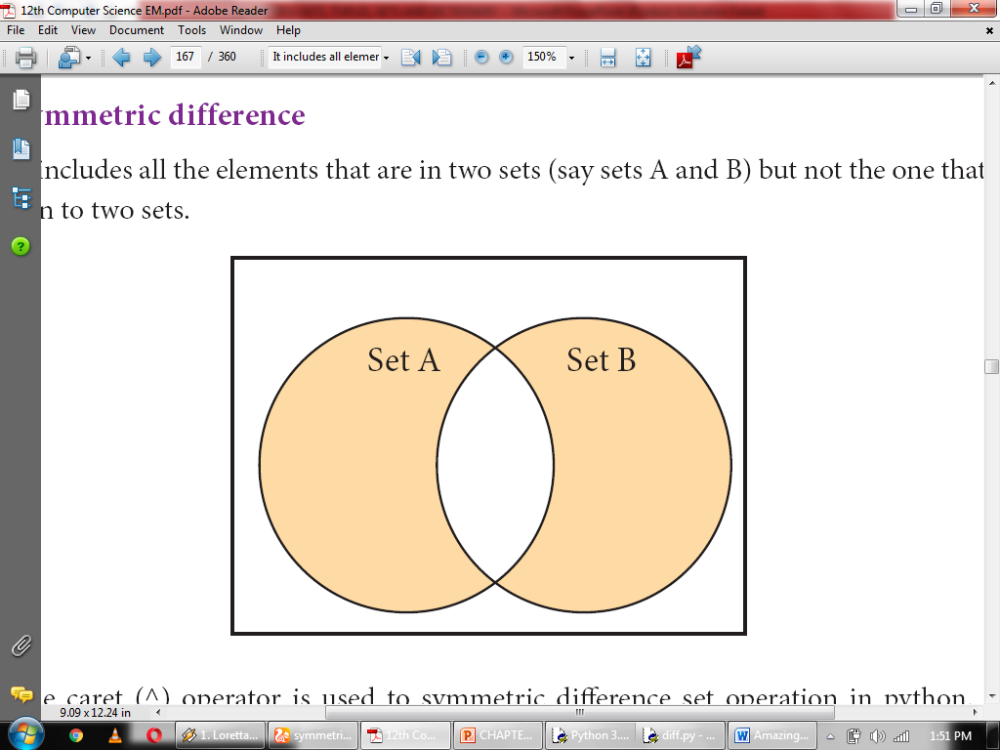 12th Computer Science EM.pdf - Adobe Reader
File Edit View Document Tools Window Help
167 / 360 It includes all elemer 150%
ymmetric difference
includes all the elements that are in two sets (say sets A and B) but not the one that
n to two sets.
Set A Set B
e caret (^) operator is used to symmetric difference set operation in python
9.09 x 12.24 in
1. Loretta... symmetri... 12th Co... CHAPTE... Python 3.... diff.py - ... Amazing... 1:51 PM